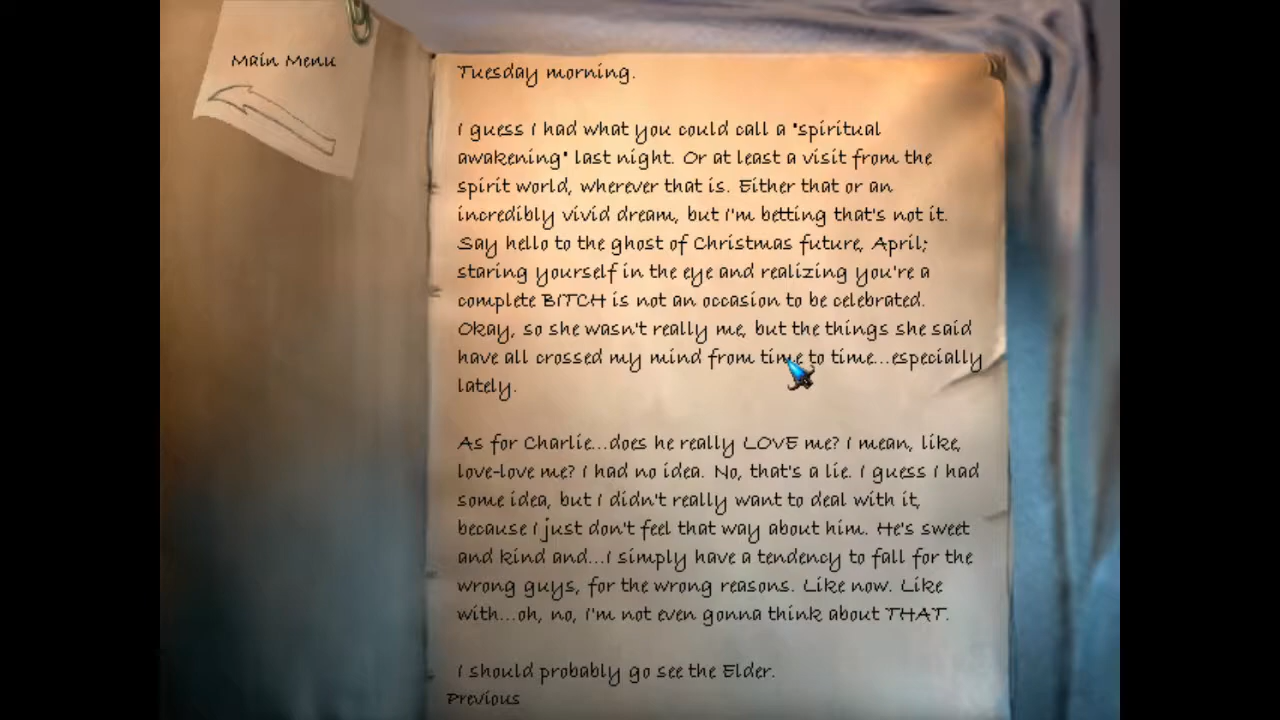 Main Menu
Tuesday morning.
I guess I had what you could call a "spiritual
awakening" last night. Or at least a visit from the
spirit world, wherever that is. Either that or an
incredibly vivid dream, but I'm betting that's not it.
Say hello to the ghost of Christmas future, April;
staring yourself in the eye and realizing you're a
complete BITCH is not an occasion to be celebrated.
Okay, so she wasn't really me, but the things she said
have all crossed my mind from time to time...especially
lately.
As for Charlie...does he really LOVE me? I mean, like,
love-love me? I had no idea. No, that's a lie. I guess I had
some idea, but I didn't really want to deal with it,
because I just don't feel that way about him. He's sweet
and kind and...I simply have a tendency to fall for the
wrong guys, for the wrong reasons. Like now. Like
with...oh, no, I'm not even gonna think about THAT.
I should probably go see the Elder.
Previous